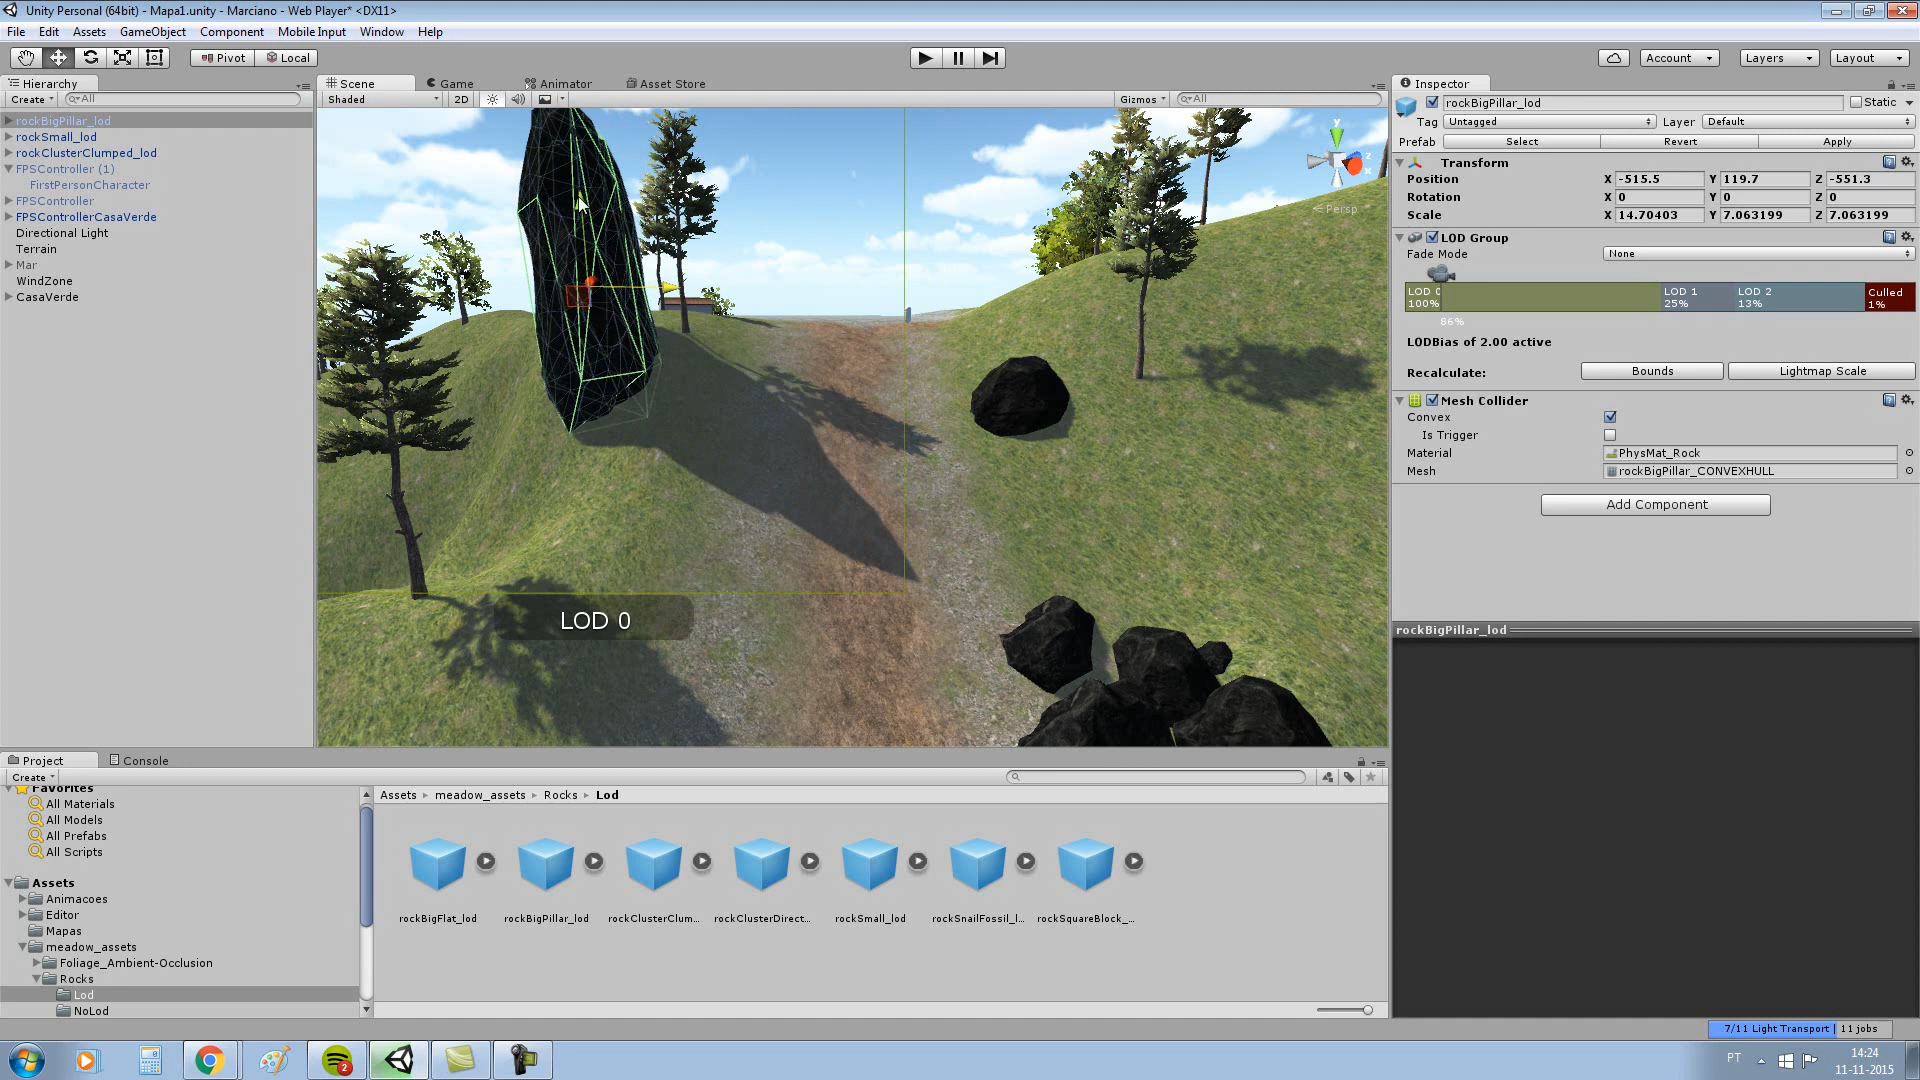 Unity Personal (64bit) - Mapa1.unity - Marciano - Web Player* <DX11>
File Edit Assets GameObject Component Mobile Input Window Help
Pivot Local Account Layers Layout
Hierarchy
Create All
rockBigPillar_lod
rockSmall_lod
rockClusterClumped_lod
FPSController (1)
FirstPersonCharacter
FPSController
FPSControllerCasaVerde
Directional Light
Terrain
Mar
WindZone
CasaVerde
Scene Game Animator Asset Store
Shaded 2D Gizmos All
y
z
x
Persp
LOD 0
Inspector
rockBigPillar_lod Static
Tag Untagged Layer Default
Prefab Select Revert Apply
Transform
Position X -515.5 Y 119.7 Z -551.3
Rotation X 0 Y 0 Z 0
Scale X 14.70403 Y 7.063199 Z 7.063199
LOD Group
Fade Mode None
LOD 0 LOD 1 LOD 2 Culled
100% 25% 13% 1%
86%
LODBias of 2.00 active
Recalculate: Bounds Lightmap Scale
Mesh Collider
Convex
Is Trigger
Material PhysMat_Rock
Mesh rockBigPillar_CONVEXHULL
Add Component
rockBigPillar_lod
Project Console
Create
Favorites
All Materials
All Models
All Prefabs
All Scripts
Assets
Animacoes
Editor
Mapas
meadow_assets
Foliage_Ambient-Occlusion
Rocks
Lod
NoLod
Assets meadow_assets Rocks Lod
rockBigFlat_lod rockBigPillar_lod rockClusterClum... rockClusterDirect... rockSmall_lod rockSnailFossil_l... rockSquareBlock_...
7/11 Light Transport | 11 jobs
2
PT
14:24
11-11-2015